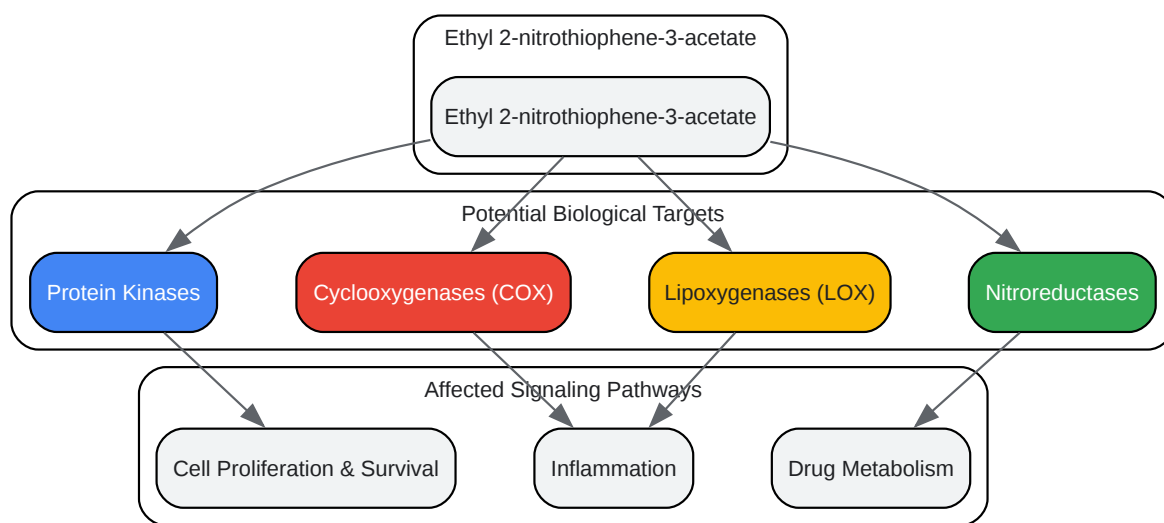 Ethyl 2-nitrothiophene-3-acetate
Ethyl 2-nitrothiophene-3-acetate
Potential Biological Targets
Protein Kinases
Cyclooxygenases (COX)
Lipoxygenases (LOX)
Nitroreductases
Affected Signaling Pathways
Cell Proliferation & Survival
Inflammation
Drug Metabolism